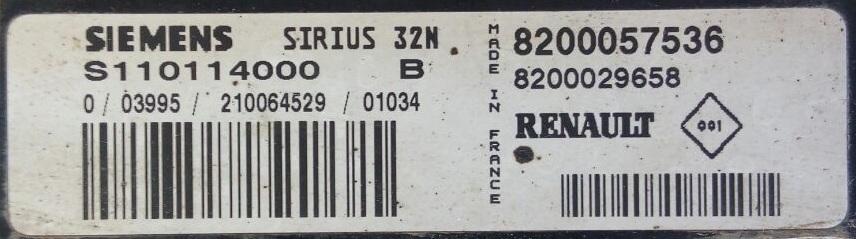 SIEMENS SIRIUS 32N
S110114000 B
0 / 03995 / 210064529 / 01034
MADE IN FRANCE
8200057536
8200029658
RENAULT 001